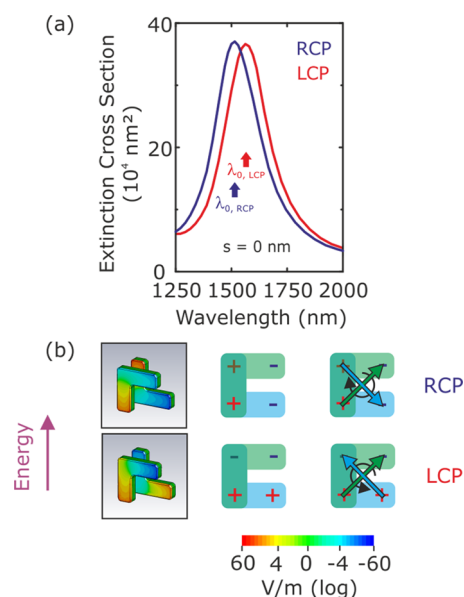 (a)
Extinction Cross Section
(10⁴ nm²)
40
20
0
RCP
LCP
λ0, LCP
λ0, RCP
s = 0 nm
1250 1500 1750 2000
Wavelength (nm)
(b)
Energy
+ - + -
+ - + -
RCP
- - - -
+ + + +
LCP
60 4 0 -4 -60
V/m (log)